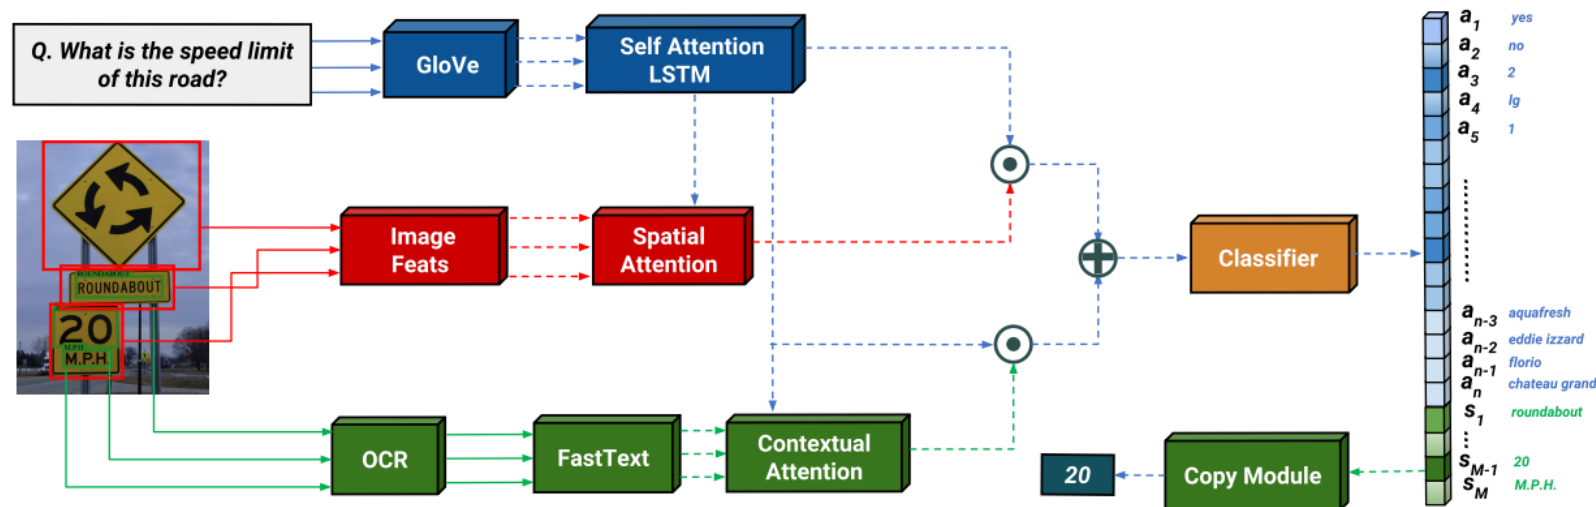 Q. What is the speed limit
of this road?
GloVe
Self Attention
LSTM
ROUNDABOUT
ROUNDABOUT
20
M.P.H.
M.P.H.
Image
Feats
Spatial
Attention
OCR
FastText
Contextual
Attention
Classifier
Copy Module
20
a1 yes
a2 no
a3 2
a4 lg
a5 1
an-3 aquafresh
an-2 eddie izzard
an-1 florio
an chateau grand
s1 roundabout
sM-1 20
sM M.P.H.